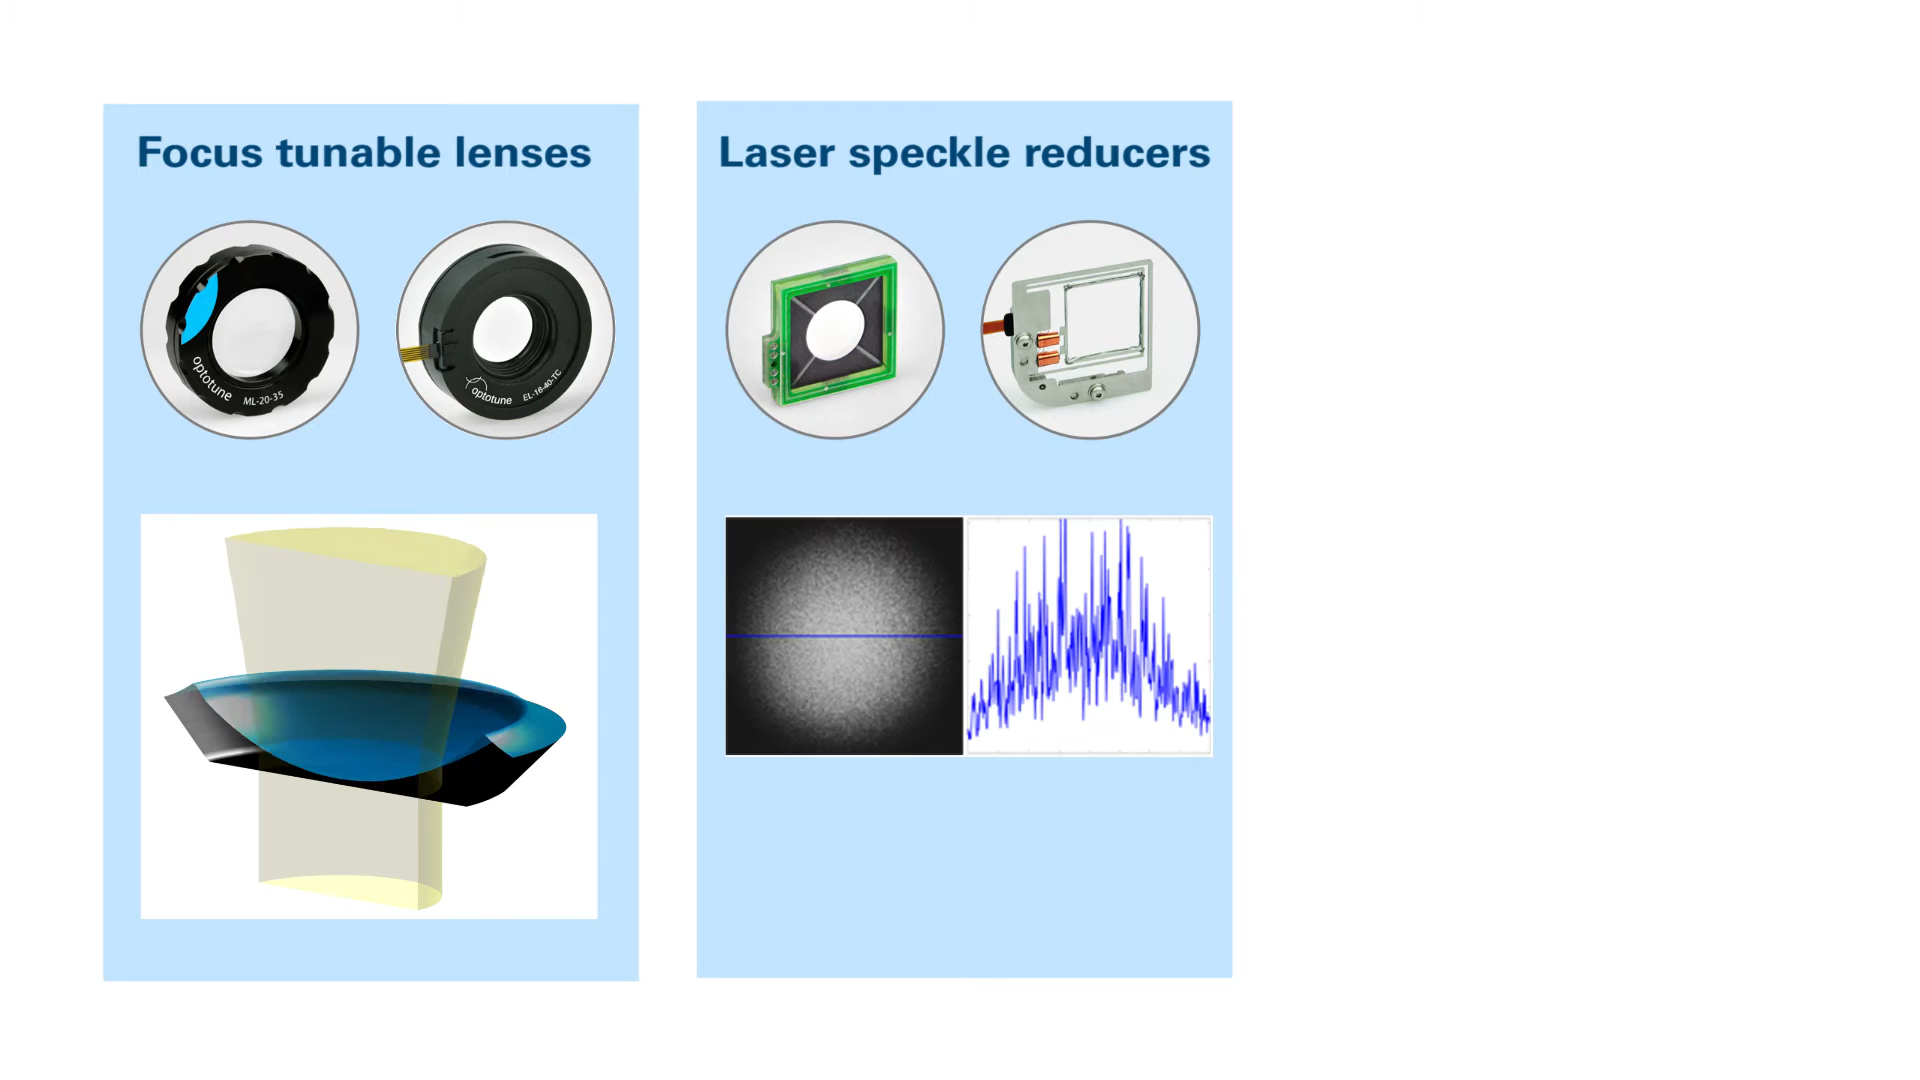 Focus tunable lenses
Laser speckle reducers
optotune ML-20-35
optotune EL-16-40-TC